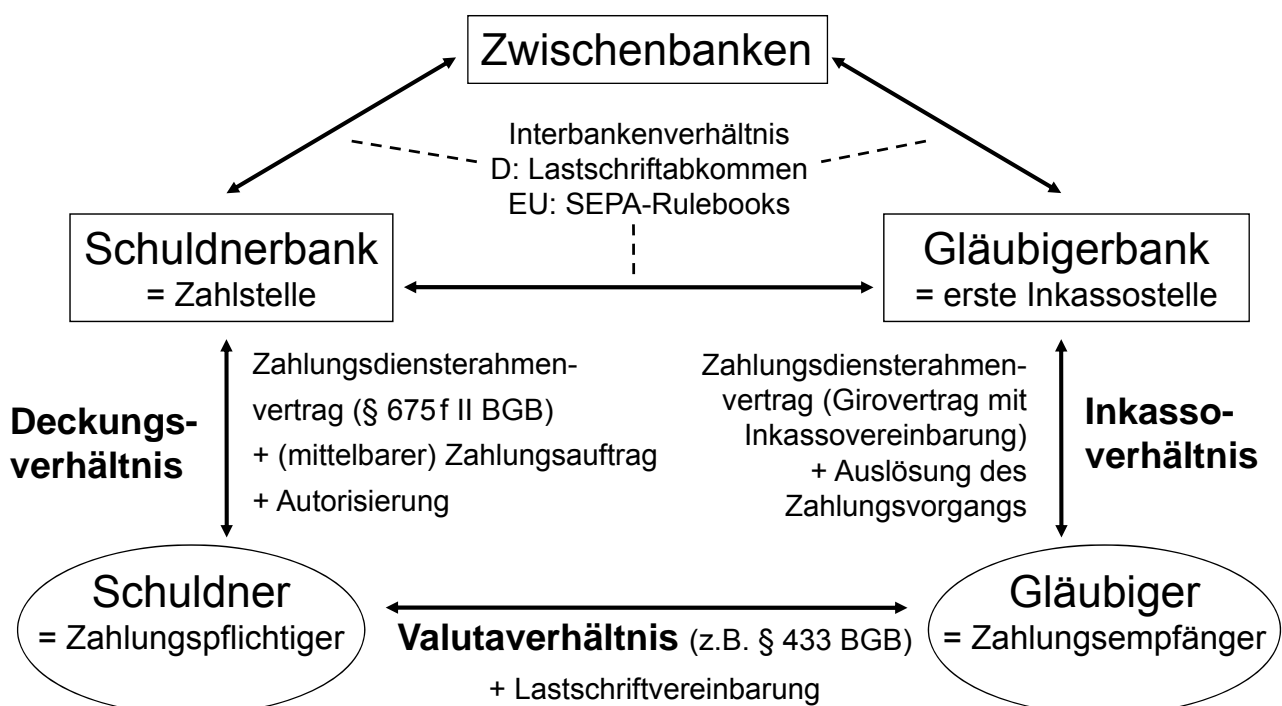 Zwischenbanken
Interbankenverhältnis
D: Lastschriftabkommen
EU: SEPA-Rulebooks
Schuldnerbank
= Zahlstelle
Gläubigerbank
= erste Inkassostelle
Deckungs-
verhältnis
Zahlungsdiensterahmen-
vertrag (§ 675 f II BGB)
+ (mittelbarer) Zahlungsauftrag
+ Autorisierung
Zahlungsdiensterahmen-
vertrag (Girovertrag mit
Inkassovereinbarung)
+ Auslösung des
Zahlungsvorgangs
Inkasso-
verhältnis
Schuldner
= Zahlungspflichtiger
Valutaverhältnis (z.B. § 433 BGB)
+ Lastschriftvereinbarung
Gläubiger
= Zahlungsempfänger